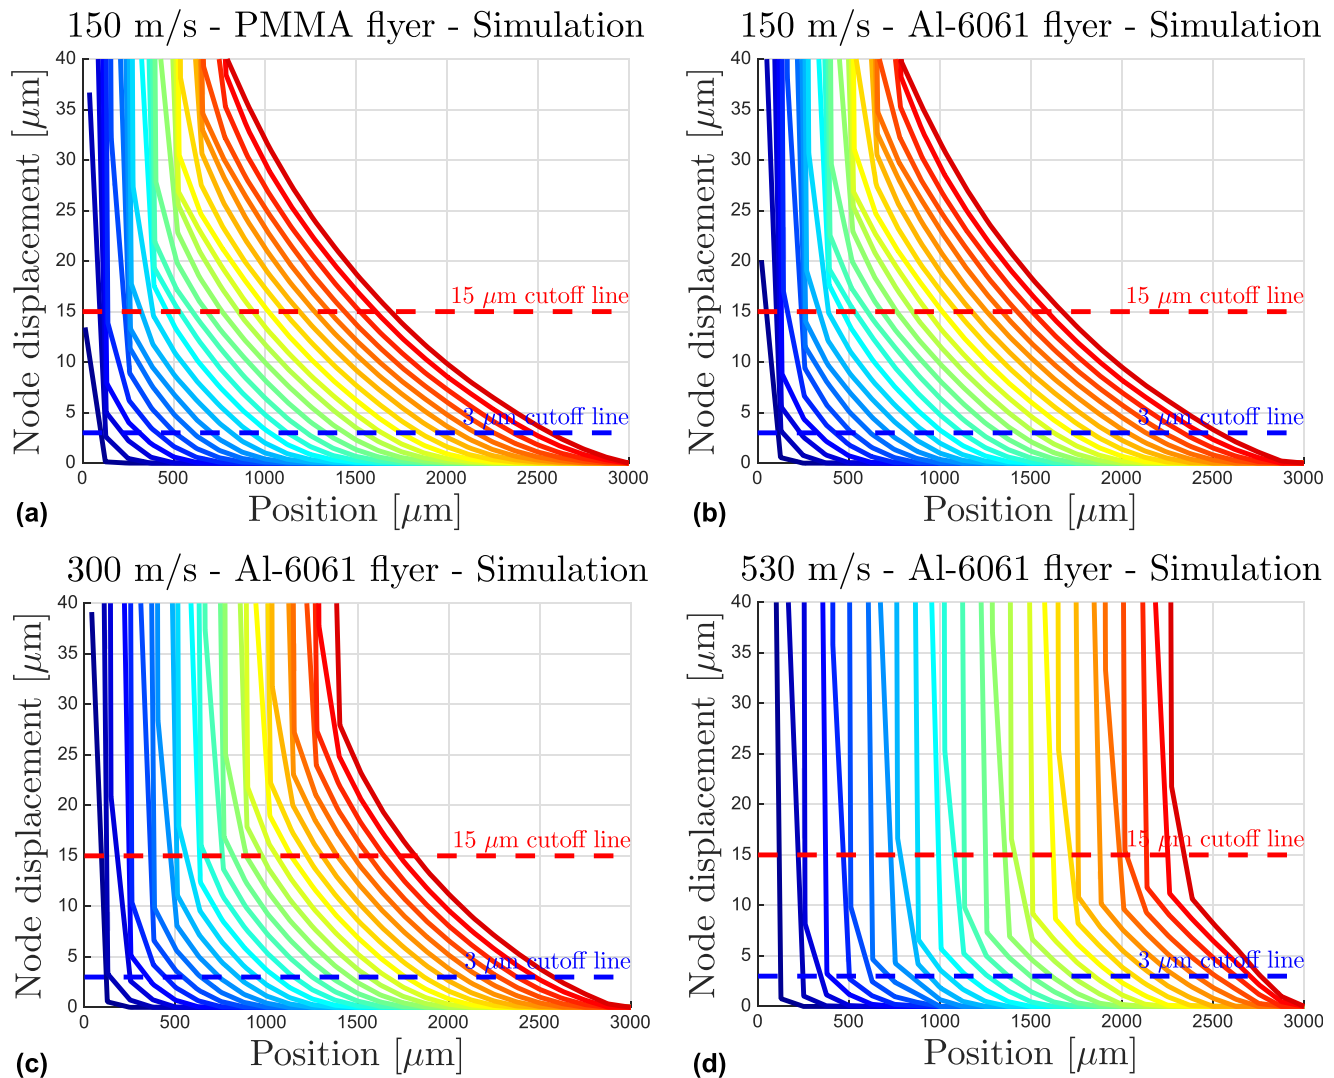 150 m/s - PMMA flyer - Simulation
40
35
30
25
20
15
10
5
0
Node displacement [μm]
15 μm cutoff line
3 μm cutoff line
0 500 1000 1500 2000 2500 3000
Position [μm]
(a)
150 m/s - Al-6061 flyer - Simulation
40
35
30
25
20
15
10
5
0
Node displacement [μm]
15 μm cutoff line
3 μm cutoff line
0 500 1000 1500 2000 2500 3000
Position [μm]
(b)
300 m/s - Al-6061 flyer - Simulation
40
35
30
25
20
15
10
5
0
Node displacement [μm]
15 μm cutoff line
3 μm cutoff line
0 500 1000 1500 2000 2500 3000
Position [μm]
(c)
530 m/s - Al-6061 flyer - Simulation
40
35
30
25
20
15
10
5
0
Node displacement [μm]
15 μm cutoff line
3 μm cutoff line
0 500 1000 1500 2000 2500 3000
Position [μm]
(d)